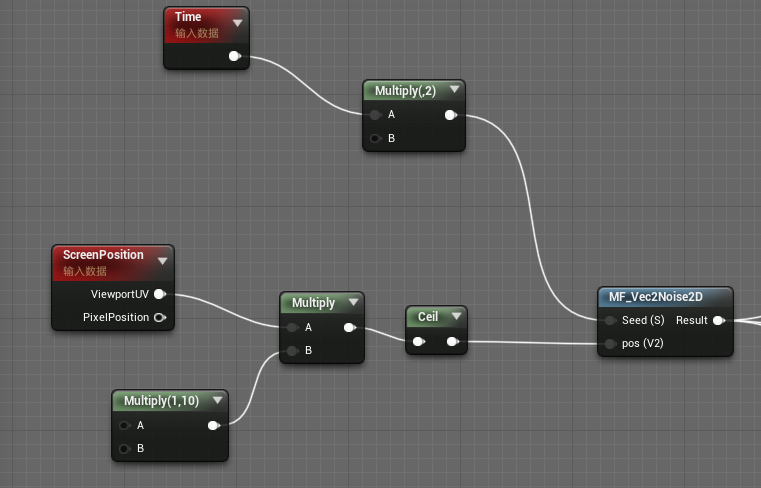 Time
输入数据
Multiply(,2)
A
B
ScreenPosition
输入数据
ViewportUV
PixelPosition
Multiply
A
B
Ceil
MF_Vec2Noise2D
Seed (S) Result
pos (V2)
Multiply(1,10)
A
B